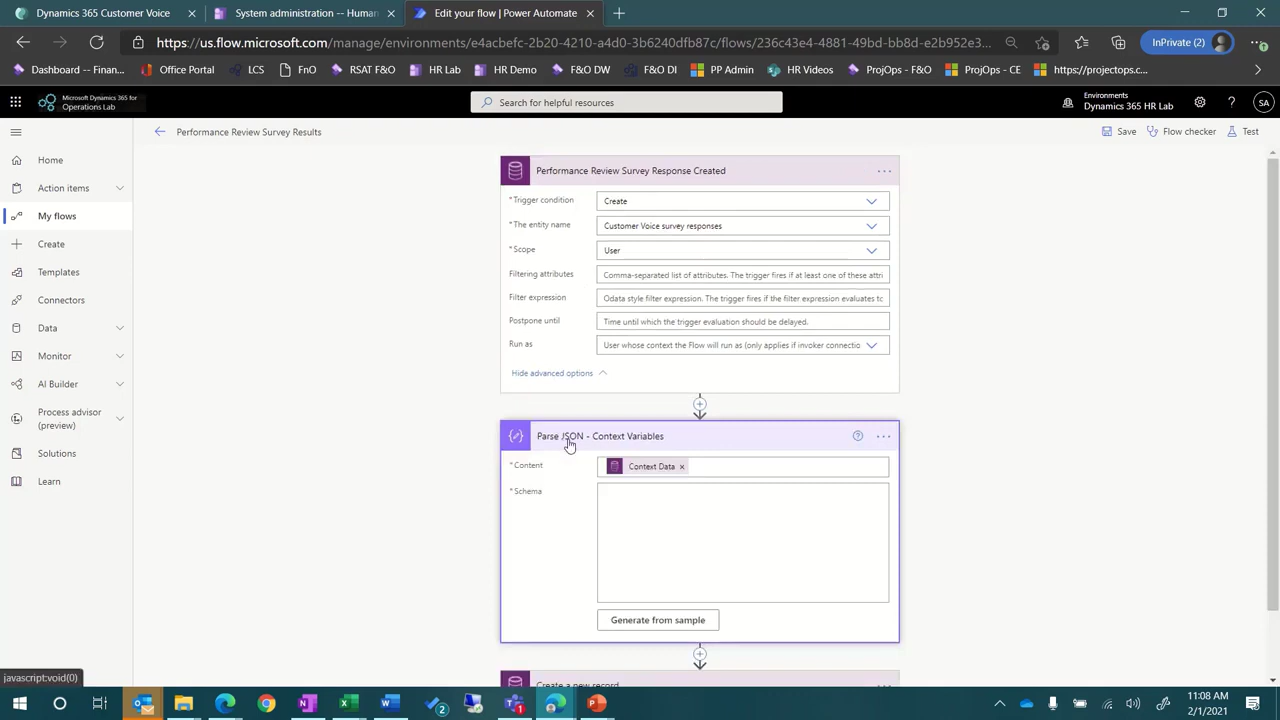 Dynamics 365 Customer Voice
System administration -- Human
Edit your flow | Power Automate
https://us.flow.microsoft.com/manage/environments/e4acbefc-2b20-4210-a4d0-3b6240dfb87c/flows/236c43e4-4881-49bd-bb8d-e2b952e3...
InPrivate (2)
Dashboard -- Finan...
Office Portal
LCS
FnO
RSAT F&O
HR Lab
HR Demo
F&O DW
F&O DI
PP Admin
HR Videos
ProjOps - F&O
ProjOps - CE
https://projectops.c...
Microsoft Dynamics 365 for
Operations Lab
Search for helpful resources
Environments
Dynamics 365 HR Lab
SA
Performance Review Survey Results
Save
Flow checker
Test
Home
Action items
My flows
Create
Templates
Connectors
Data
Monitor
AI Builder
Process advisor
(preview)
Solutions
Learn
Performance Review Survey Response Created
* Trigger condition
Create
* The entity name
Customer Voice survey responses
* Scope
User
Filtering attributes
Comma-separated list of attributes. The trigger fires if at least one of these attri
Filter expression
Odata style filter expression. The trigger fires if the filter expression evaluates tc
Postpone until
Time until which the trigger evaluation should be delayed.
Run as
User whose context the Flow will run as (only applies if invoker connectio
Hide advanced options
Parse JSON - Context Variables
* Content
Context Data
* Schema
Generate from sample
Create a new record
javascript:void(0)
11:08 AM
2/1/2021